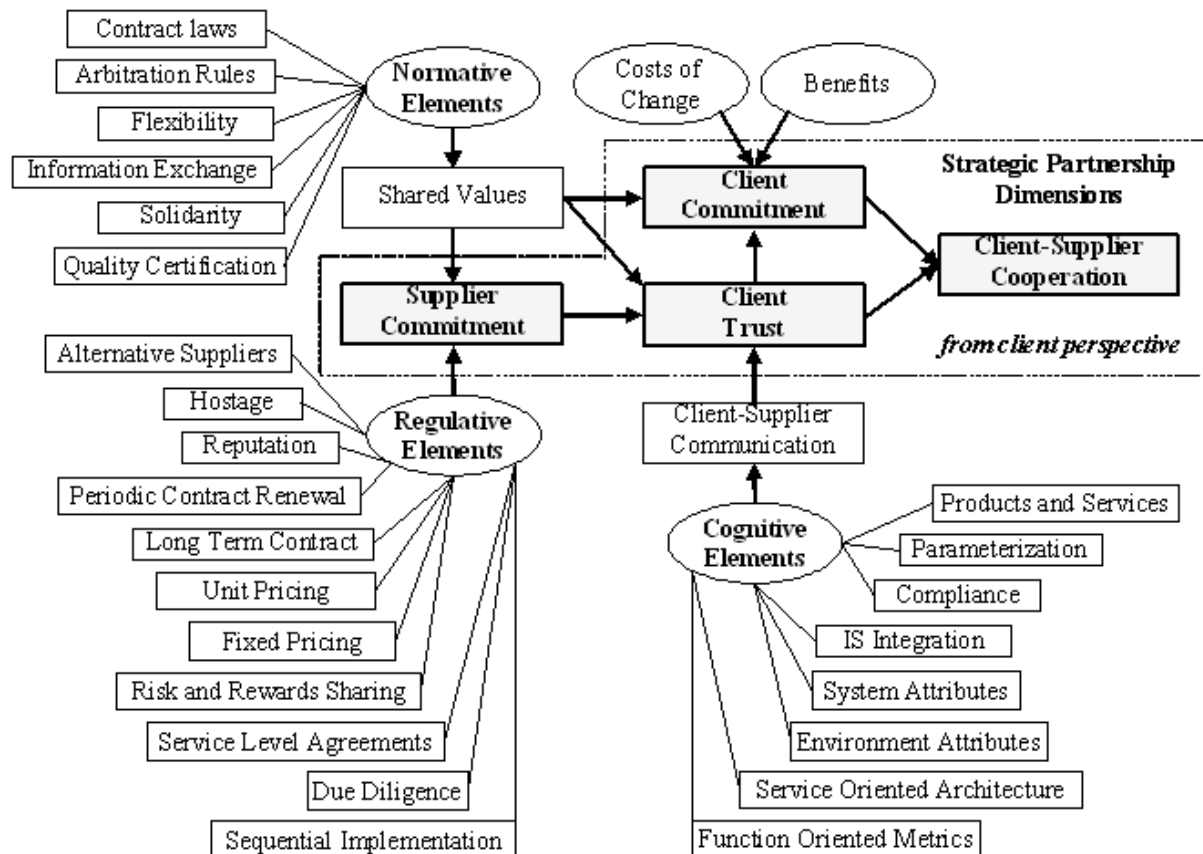 Contract laws
Arbitration Rules
Flexibility
Information Exchange
Solidarity
Quality Certification
Normative
Elements
Costs of
Change
Benefits
Shared Values
Client
Commitment
Strategic Partnership
Dimensions
Client-Supplier
Cooperation
Supplier
Commitment
Client
Trust
from client perspective
Alternative Suppliers
Hostage
Reputation
Periodic Contract Renewal
Long Term Contract
Unit Pricing
Fixed Pricing
Risk and Rewards Sharing
Service Level Agreements
Due Diligence
Sequential Implementation
Regulative
Elements
Client-Supplier
Communication
Cognitive
Elements
Products and Services
Parameterization
Compliance
IS Integration
System Attributes
Environment Attributes
Service Oriented Architecture
Function Oriented Metrics